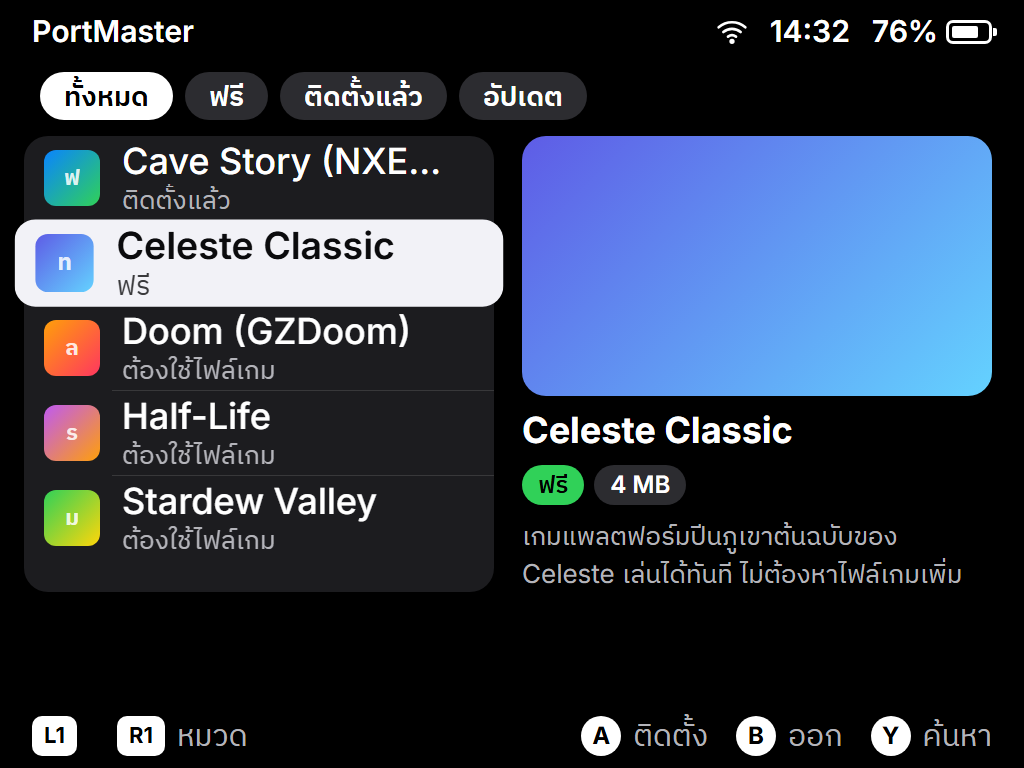 PortMaster
14:32 76%
ทั้งหมด ฟรี ติดตั้งแล้ว อัปเดต
ฟ
Cave Story (NXE...
ติดตั้งแล้ว
ท
Celeste Classic
ฟรี
ล
Doom (GZDoom)
ต้องใช้ไฟล์เกม
ร
Half-Life
ต้องใช้ไฟล์เกม
ม
Stardew Valley
ต้องใช้ไฟล์เกม
Celeste Classic
ฟรี 4 MB
เกมแพลตฟอร์มปีนภูเขาต้นฉบับของ
Celeste เล่นได้ทันที ไม่ต้องหาไฟล์เกมเพิ่ม
L1 R1 หมวด A ติดตั้ง B ออก Y ค้นหา